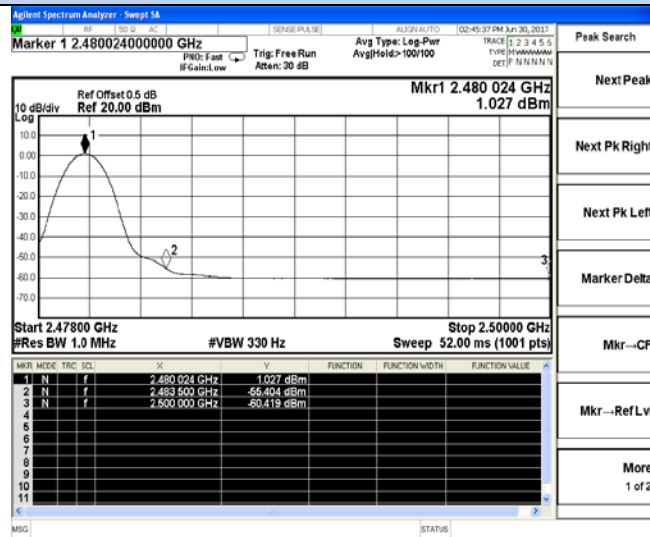 Agilent Spectrum Analyzer - Swept SA
RF 50 Ω AC SENSE:PULSE ALIGN AUTO 02:45:37 PM Jun 30, 2017
Marker 1 2.480024000000 GHz
PNO: Fast
IFGain:Low
Trig: Free Run
Atten: 30 dB
Avg Type: Log-Pwr
Avg|Hold:>100/100
TRACE 1 2 3 4 5 6
TYPE M
DET P N N N N N
Ref Offset 0.5 dB
Ref 20.00 dBm
10 dB/div
Log
Mkr1 2.480 024 GHz
1.027 dBm
10.0
0.00
-10.0
-20.0
-30.0
-40.0
-50.0
-60.0
-70.0
1
2
3
Start 2.47800 GHz
Stop 2.50000 GHz
#Res BW 1.0 MHz #VBW 330 Hz Sweep 52.00 ms (1001 pts)
MKR MODE TRC SCL X Y FUNCTION FUNCTION WIDTH FUNCTION VALUE
1 N f 2.480 024 GHz 1.027 dBm
2 N f 2.483 500 GHz -55.404 dBm
3 N f 2.500 000 GHz -60.419 dBm
4
5
6
7
8
9
10
11
MSG STATUS
Peak Search
Next Peak
Next Pk Right
Next Pk Left
Marker Delta
Mkr→CF
Mkr→Ref Lvl
More
1 of 2